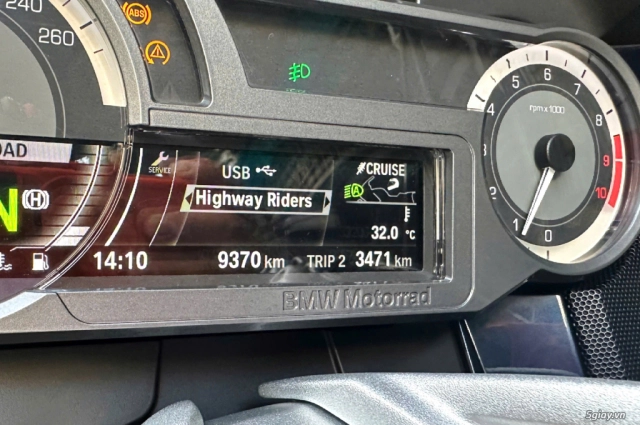 240
260
ABS
5 6 7
4 8
rpm x 1000
3 9
2 10
1 0
OAD
SERVICE
USB
CRUISE
Highway Riders
N
(H)
A
32.0 °C
14:10
9370 km
TRIP 2 3471 km
BMW Motorrad
5giay.vn